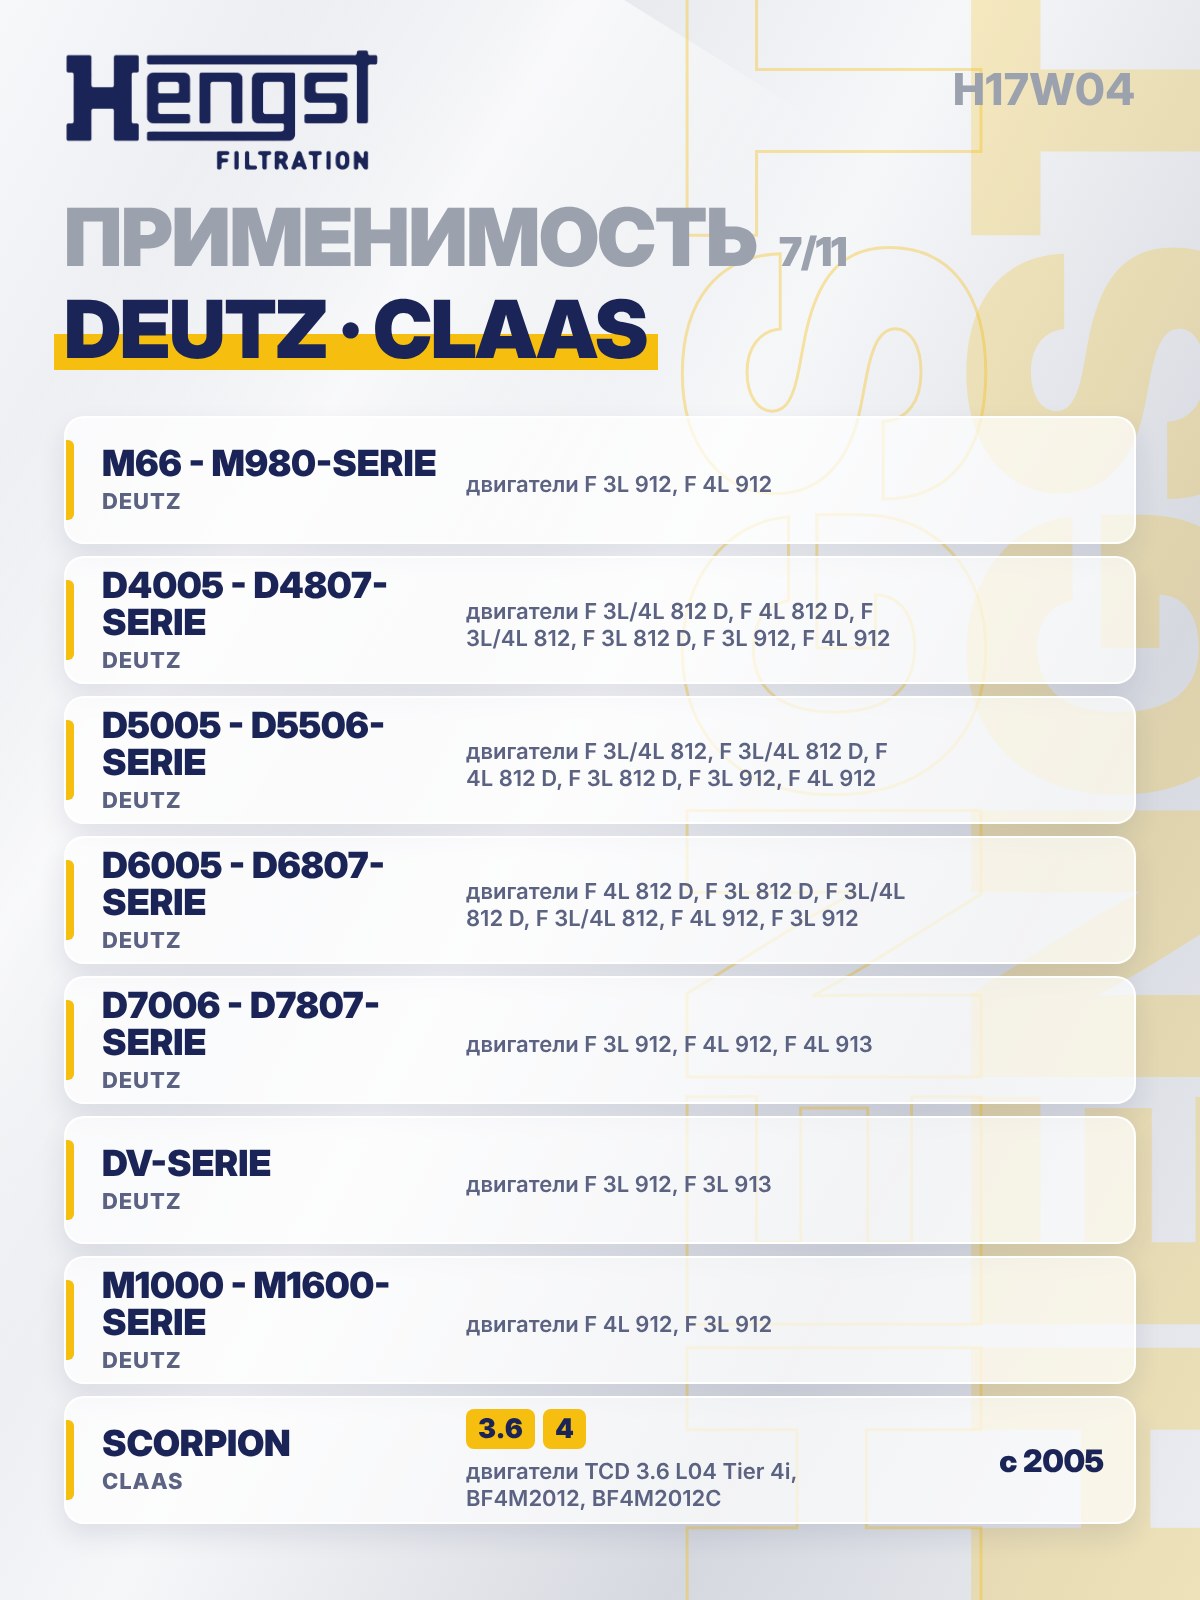 Hengst
FILTRATION
H17W04
ПРИМЕНИМОСТЬ 7/11
DEUTZ · CLAAS
M66 - M980-SERIE
DEUTZ
двигатели F 3L 912, F 4L 912
D4005 - D4807-
SERIE
DEUTZ
двигатели F 3L/4L 812 D, F 4L 812 D, F
3L/4L 812, F 3L 812 D, F 3L 912, F 4L 912
D5005 - D5506-
SERIE
DEUTZ
двигатели F 3L/4L 812, F 3L/4L 812 D, F
4L 812 D, F 3L 812 D, F 3L 912, F 4L 912
D6005 - D6807-
SERIE
DEUTZ
двигатели F 4L 812 D, F 3L 812 D, F 3L/4L
812 D, F 3L/4L 812, F 4L 912, F 3L 912
D7006 - D7807-
SERIE
DEUTZ
двигатели F 3L 912, F 4L 912, F 4L 913
DV-SERIE
DEUTZ
двигатели F 3L 912, F 3L 913
M1000 - M1600-
SERIE
DEUTZ
двигатели F 4L 912, F 3L 912
SCORPION
CLAAS
3.6 4
двигатели TCD 3.6 L04 Tier 4i,
BF4M2012, BF4M2012C
с 2005
HENGST
HENGST